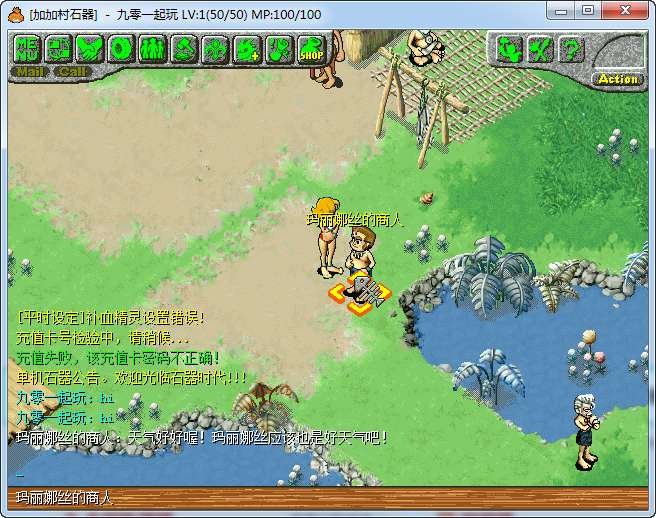 [加加村石器] - 九零一起玩 LV:1(50/50) MP:100/100
MENU
SHOP
Mail Call
Action
玛丽娜丝的商人
[平时设定]补血精灵设置错误!
充值卡号检验中，请稍候...
充值失败，该充值卡密码不正确!
单机石器公告。欢迎光临石器时代!!!
九零一起玩：hi
九零一起玩：hi
玛丽娜丝的商人：天气好好喔！玛丽娜丝应该也是好天气吧！
玛丽娜丝的商人